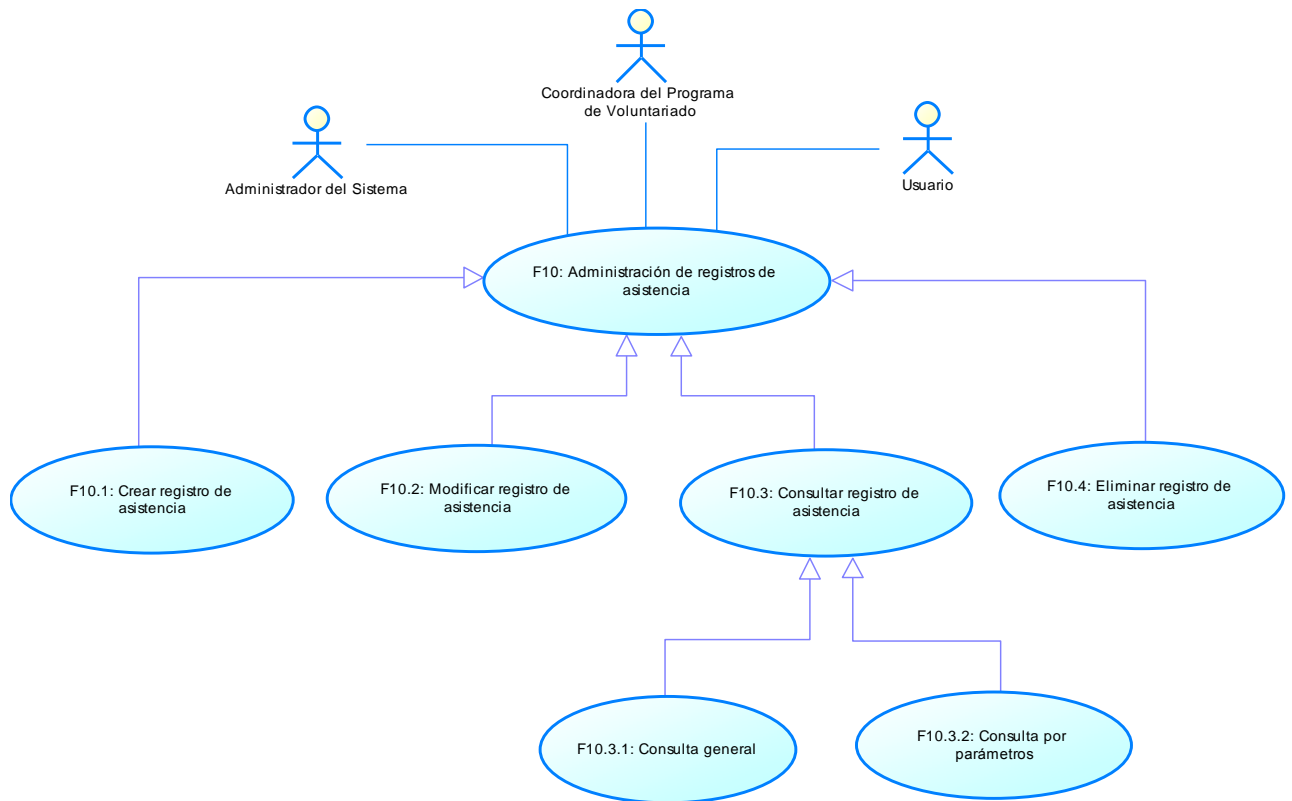 Coordinadora del Programa
de Voluntariado
Administrador del Sistema
Usuario
F10: Administración de registros de
asistencia
F10.1: Crear registro de
asistencia
F10.2: Modificar registro de
asistencia
F10.3: Consultar registro de
asistencia
F10.4: Eliminar registro de
asistencia
F10.3.1: Consulta general
F10.3.2: Consulta por
parámetros